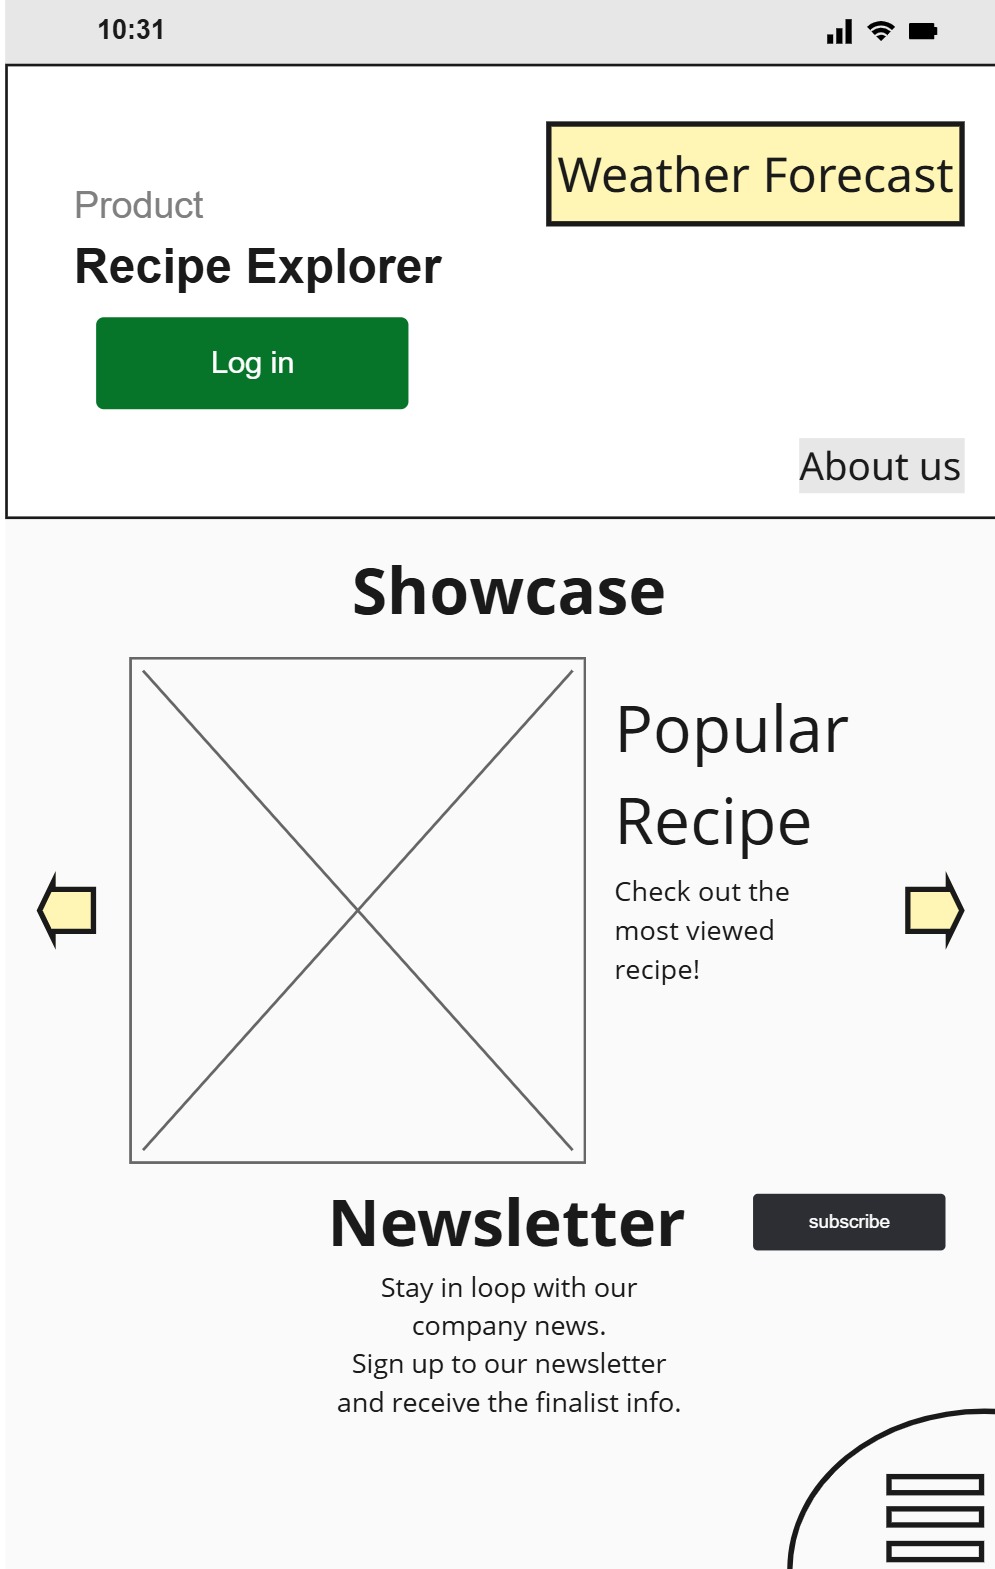 10:31
Weather Forecast
Product
Recipe Explorer
Log in
About us
Showcase
Popular
Recipe
Check out the
most viewed
recipe!
Newsletter
subscribe
Stay in loop with our
company news.
Sign up to our newsletter
and receive the finalist info.